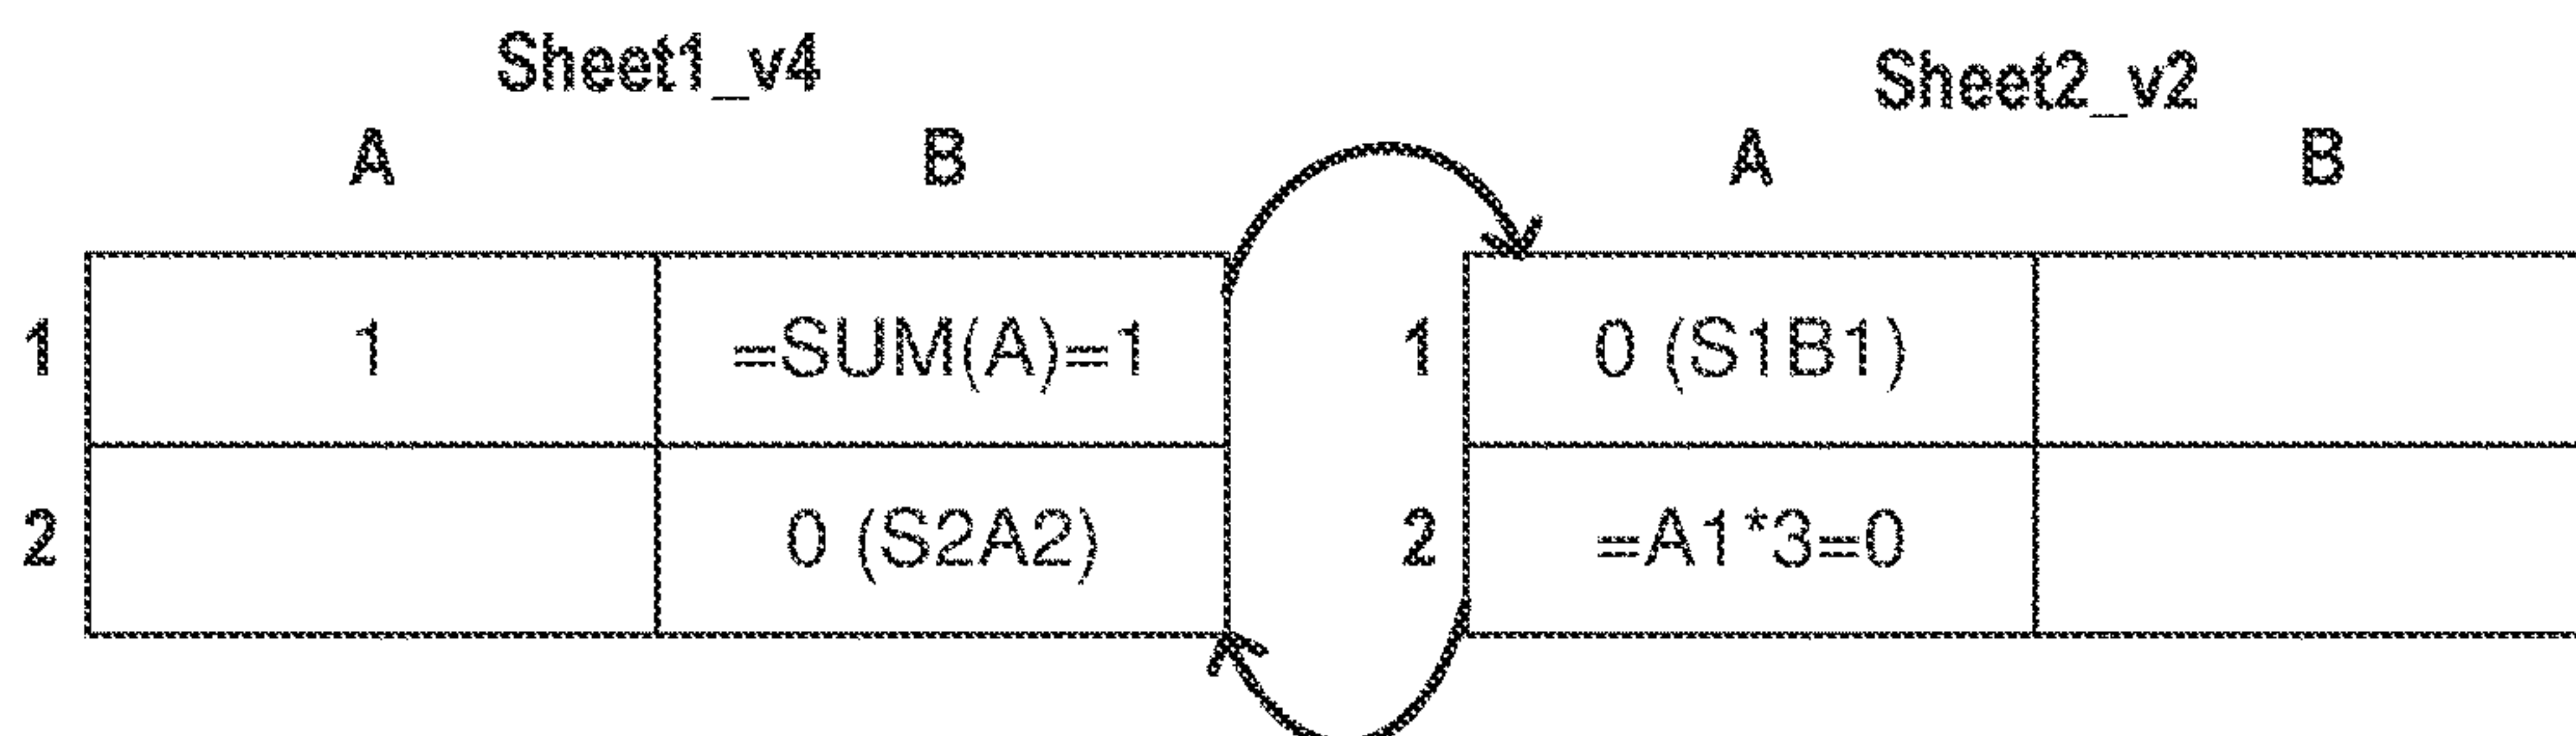 Sheet1_v4 Sheet2_v2
A B A B
1 1 =SUM(A)=1 1 0 (S1B1)
2 0 (S2A2) 2 =A1*3=0